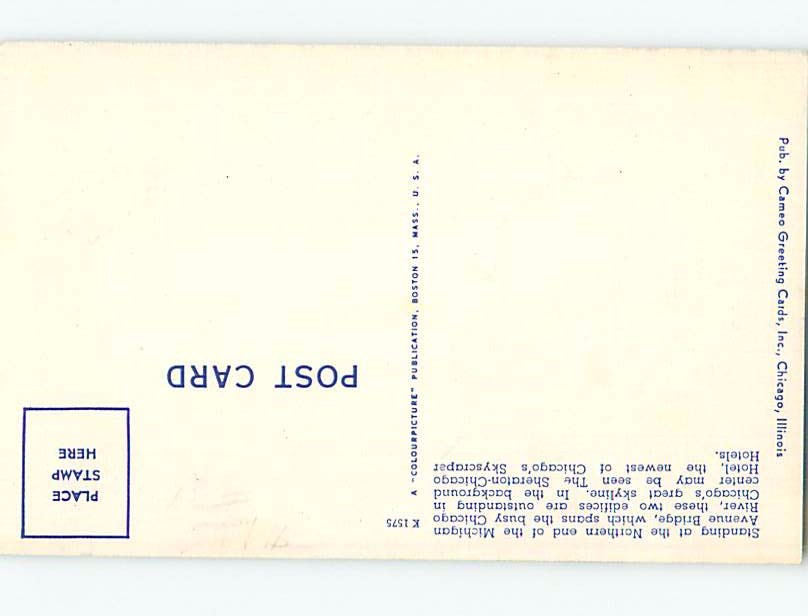 Standing at the Northern end of the Michigan
Avenue Bridge, which spans the busy Chicago
River, these two edifices are outstanding in
Chicago's great skyline. In the background
center may be seen The Sheraton-Chicago
Hotel, the newest of Chicago's Skyscraper
Hotels.
Pub. by Cameo Greeting Cards, Inc., Chicago, Illinois
K 1575
A "COLOURPICTURE" PUBLICATION, BOSTON 15, MASS., U. S. A.
POST CARD
PLACE
STAMP
HERE